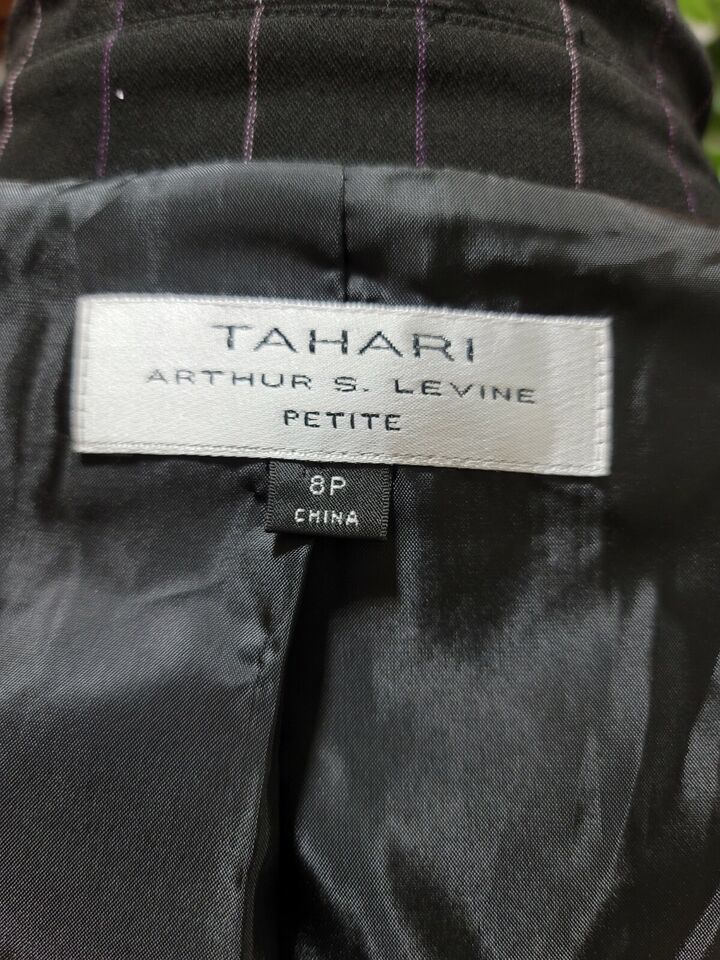 TAHARI
ARTHUR S. LEVINE
PETITE
8P
CHINA